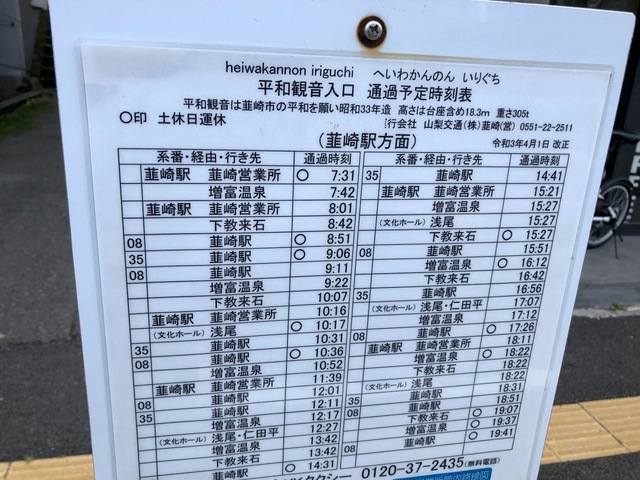 heiwakannon iriguchi へいわかんのん いりぐち
平和観音入口 通過予定時刻表
平和観音は韮崎市の平和を願い昭和33年造 高さは台座含め18.3m 重さ305t
〇印 土休日運休
[行会社 山梨交通(株)韮崎(営) 0551-22-2511
(韮崎駅方面)
令和3年4月1日 改正
系番・経由・行き先 通過時刻
韮崎駅 韮崎営業所 〇 7:31
増富温泉 7:42
韮崎駅 韮崎営業所 8:01
下教来石 8:42
08 韮崎駅 〇 8:51
35 韮崎駅 〇 9:06
08 韮崎駅 9:11
増富温泉 9:22
下教来石 10:07
韮崎駅 韮崎営業所 10:16
(文化ホール) 浅尾 〇 10:17
35 韮崎駅 10:31
08 韮崎駅 〇 10:36
増富温泉 10:52
韮崎駅 韮崎営業所 11:39
08 韮崎駅 12:01
35 韮崎駅 12:11
増富温泉 12:17
(文化ホール) 浅尾・仁田平 12:27
増富温泉 13:42
下教来石 13:42
韮崎駅 〇 14:31
系番・経由・行き先 通過時刻
35 韮崎駅 14:41
韮崎駅 韮崎営業所 15:21
増富温泉 15:27
(文化ホール) 浅尾 15:27
下教来石 〇 15:27
08 韮崎駅 15:51
増富温泉 〇 16:12
下教来石 16:42
35 韮崎駅 16:56
(文化ホール) 浅尾・仁田平 17:07
増富温泉 17:12
08 韮崎駅 〇 17:26
韮崎駅 韮崎営業所 18:11
増富温泉 〇 18:22
下教来石 18:22
(文化ホール) 浅尾 18:31
35 韮崎駅 18:51
下教来石 〇 19:07
増富温泉 〇 19:37
08 韮崎駅 〇 19:41
タクシー 0120-37-2435(無料電話)